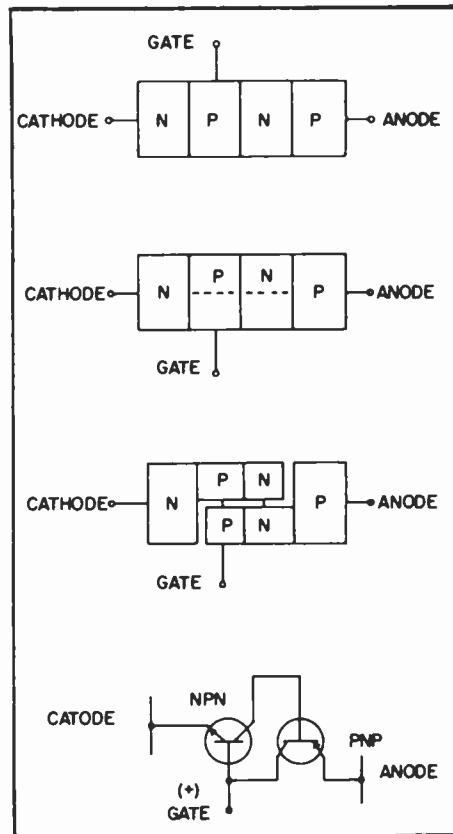 GATE
CATHODE N P N P ANODE
P N
CATHODE N P ANODE
GATE
P N
CATHODE N P ANODE
P N
GATE
NPN
CATODE
PNP
ANODE
(+)
GATE